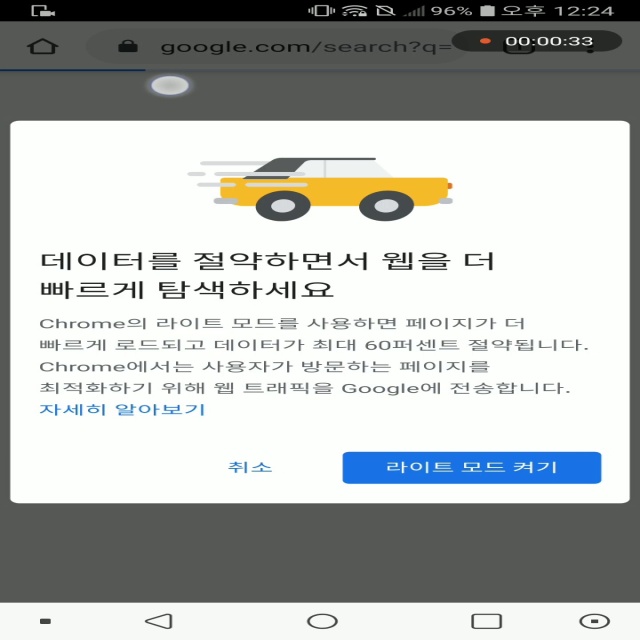 96% 오후 12:24
google.com/search?q=
00:00:33
데이터를 절약하면서 웹을 더
빠르게 탐색하세요
Chrome의 라이트 모드를 사용하면 페이지가 더
빠르게 로드되고 데이터가 최대 60퍼센트 절약됩니다.
Chrome에서는 사용자가 방문하는 페이지를
최적화하기 위해 웹 트래픽을 Google에 전송합니다.
자세히 알아보기
취소
라이트 모드 켜기